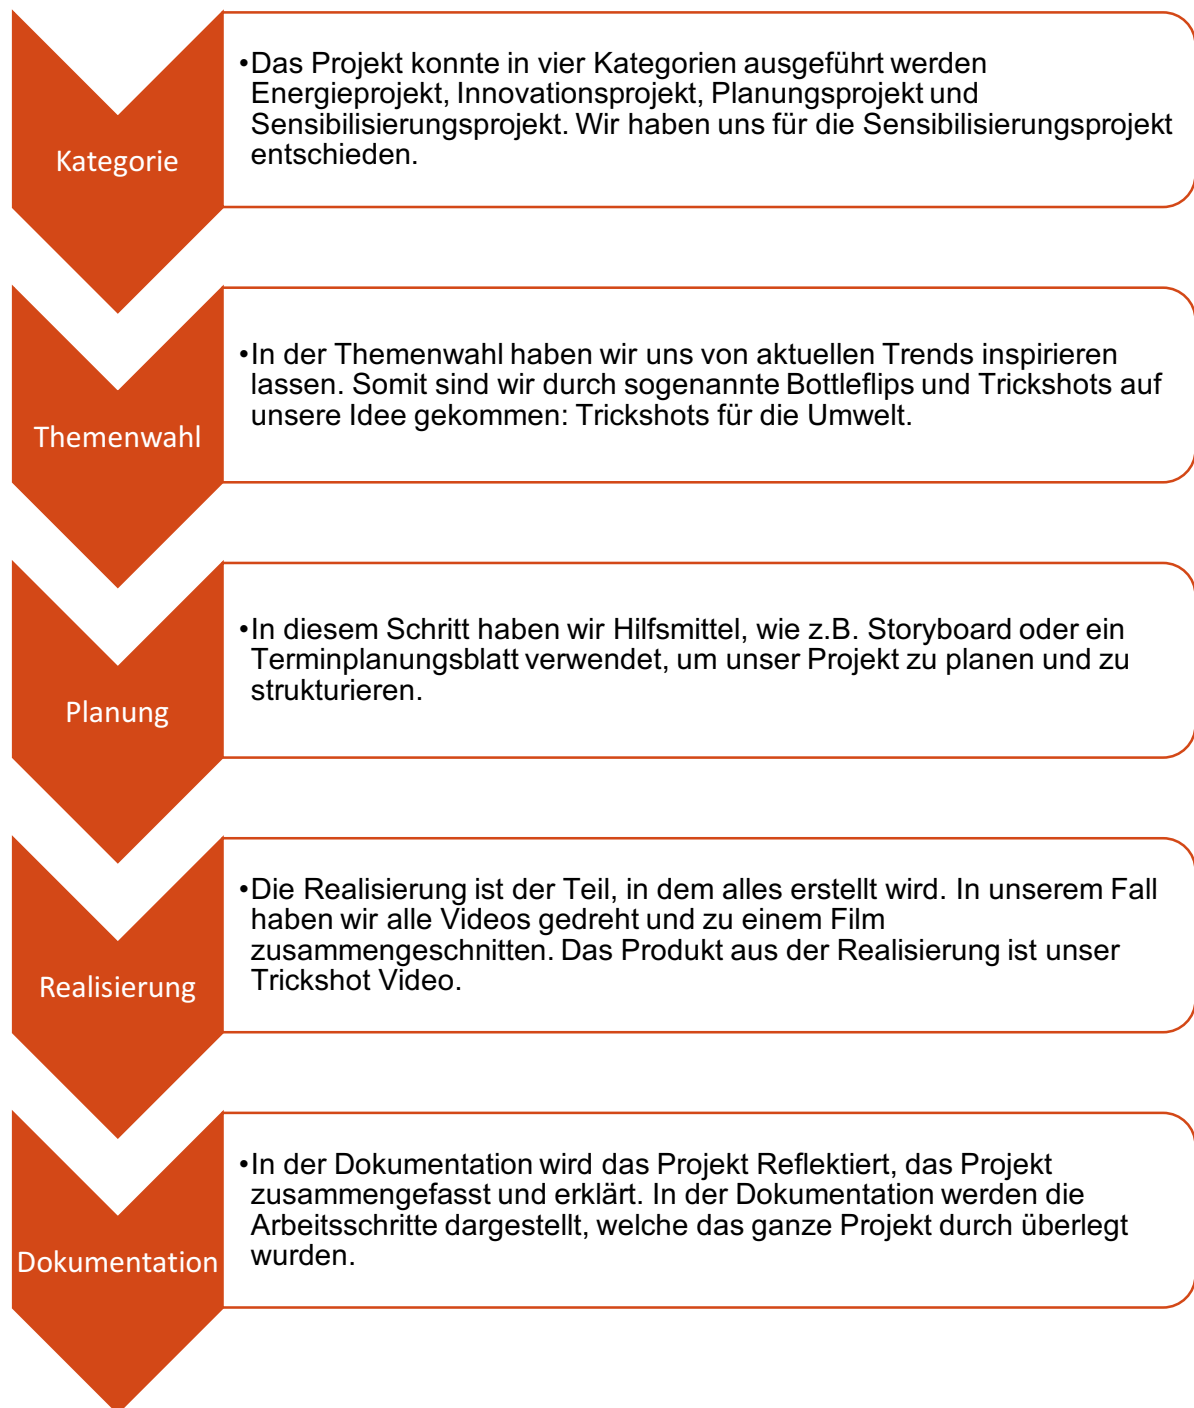 Kategorie
•Das Projekt konnte in vier Kategorien ausgeführt werden
Energieprojekt, Innovationsprojekt, Planungsprojekt und
Sensibilisierungsprojekt. Wir haben uns für die Sensibilisierungsprojekt
entschieden.
Themenwahl
•In der Themenwahl haben wir uns von aktuellen Trends inspirieren
lassen. Somit sind wir durch sogenannte Bottleflips und Trickshots auf
unsere Idee gekommen: Trickshots für die Umwelt.
Planung
•In diesem Schritt haben wir Hilfsmittel, wie z.B. Storyboard oder ein
Terminplanungsblatt verwendet, um unser Projekt zu planen und zu
strukturieren.
Realisierung
•Die Realisierung ist der Teil, in dem alles erstellt wird. In unserem Fall
haben wir alle Videos gedreht und zu einem Film
zusammengeschnitten. Das Produkt aus der Realisierung ist unser
Trickshot Video.
Dokumentation
•In der Dokumentation wird das Projekt Reflektiert, das Projekt
zusammengefasst und erklärt. In der Dokumentation werden die
Arbeitsschritte dargestellt, welche das ganze Projekt durch überlegt
wurden.